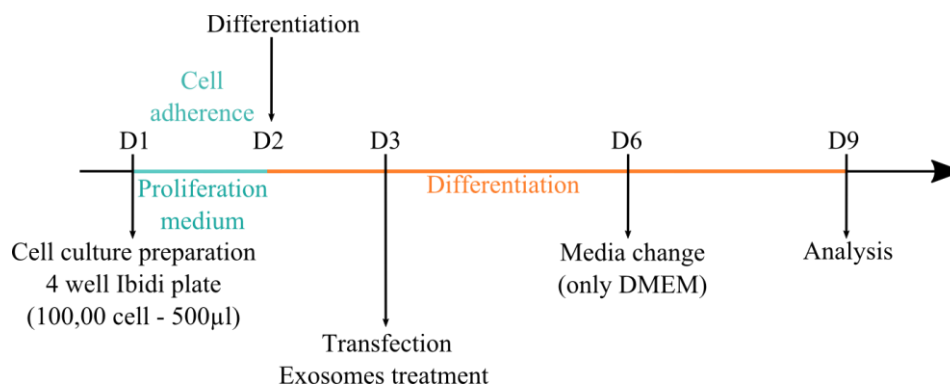 Differentiation
Cell
adherence
D1
D2
D3
D6
D9
Proliferation
medium
Differentiation
Cell culture preparation
4 well Ibidi plate
(100,00 cell - 500µl)
Media change
(only DMEM)
Analysis
Transfection
Exosomes treatment